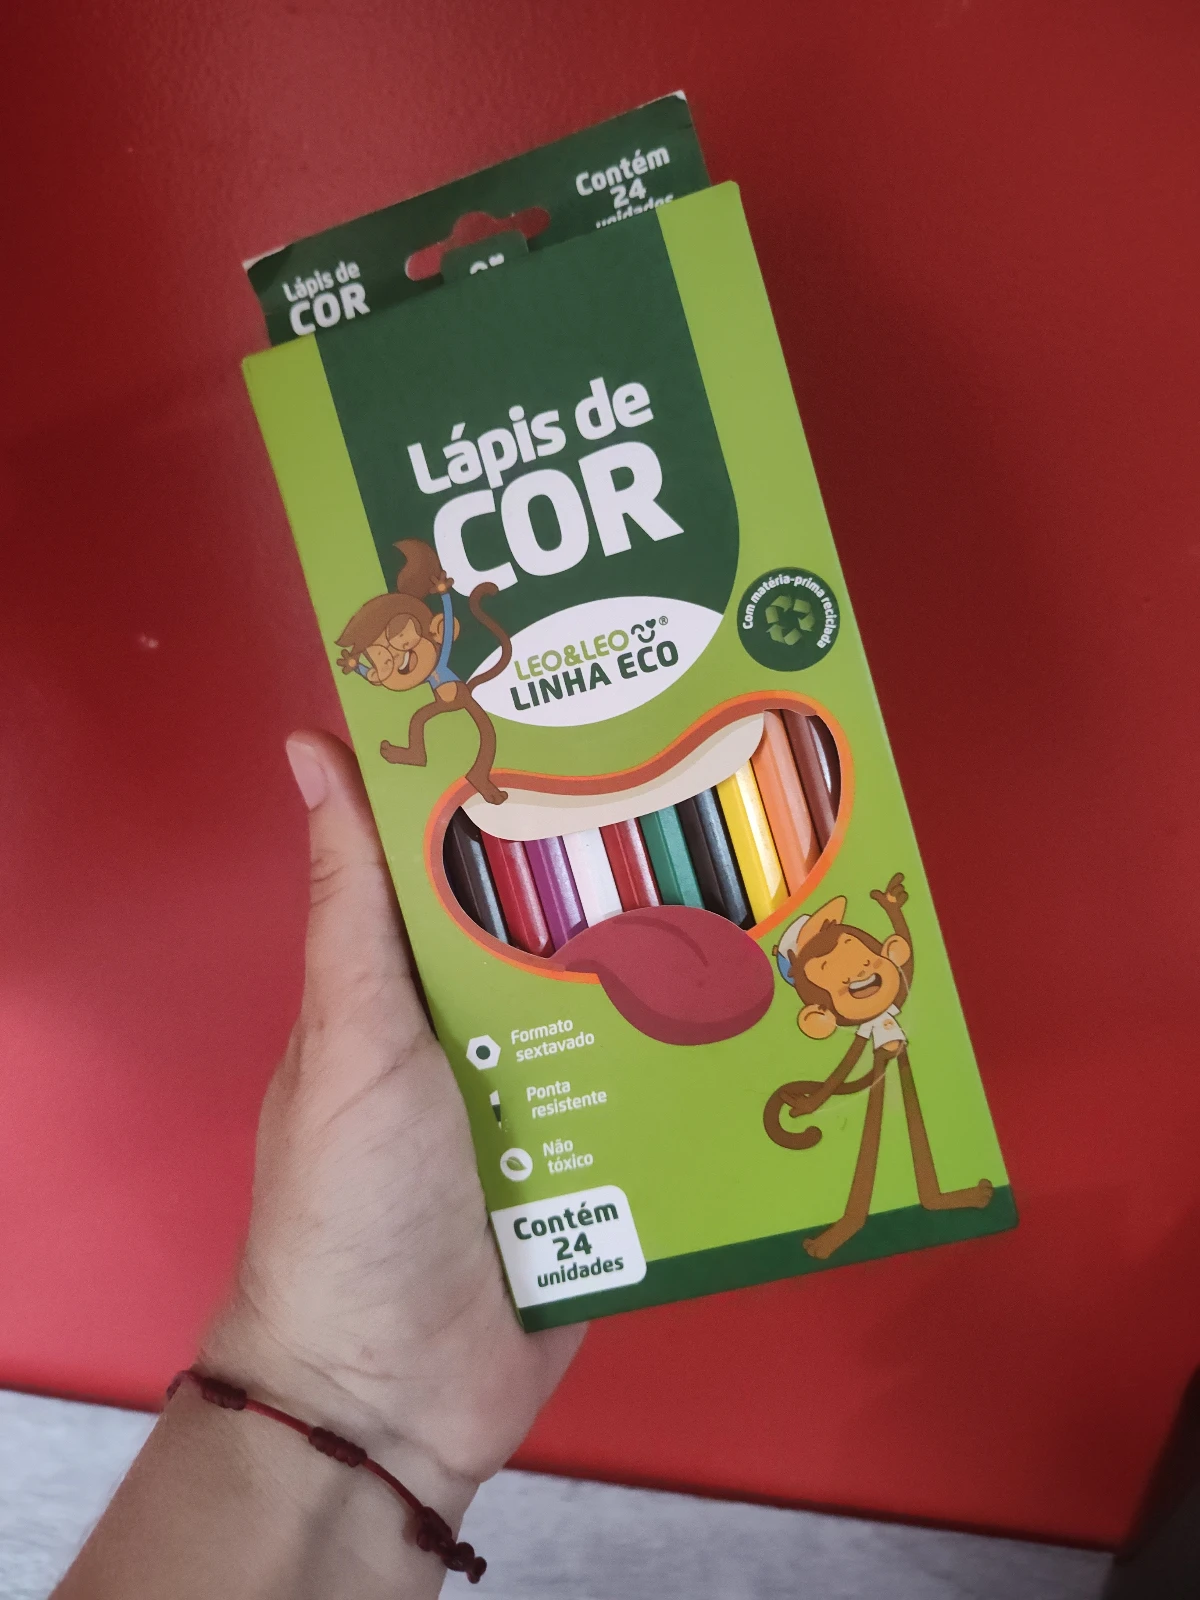 Lápis de
COR
Contém
24
unidades
Lápis de
COR
LEO&LEO®
LINHA ECO
Com matéria-prima reciclada
Formato
sextavado
Ponta
resistente
Não
tóxico
Contém
24
unidades